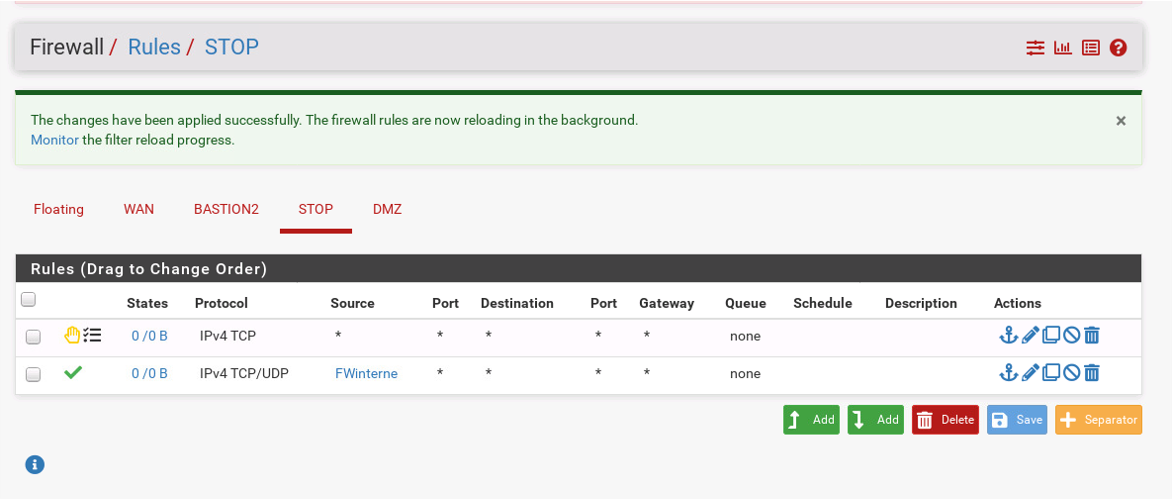 Firewall / Rules / STOP
The changes have been applied successfully. The firewall rules are now reloading in the background.
Monitor the filter reload progress.
×
Floating WAN BASTION2 STOP DMZ
Rules (Drag to Change Order)
States Protocol Source Port Destination Port Gateway Queue Schedule Description Actions
0 /0 B IPv4 TCP * * * * * none
0 /0 B IPv4 TCP/UDP FWinterne * * * * none
Add Add Delete Save Separator